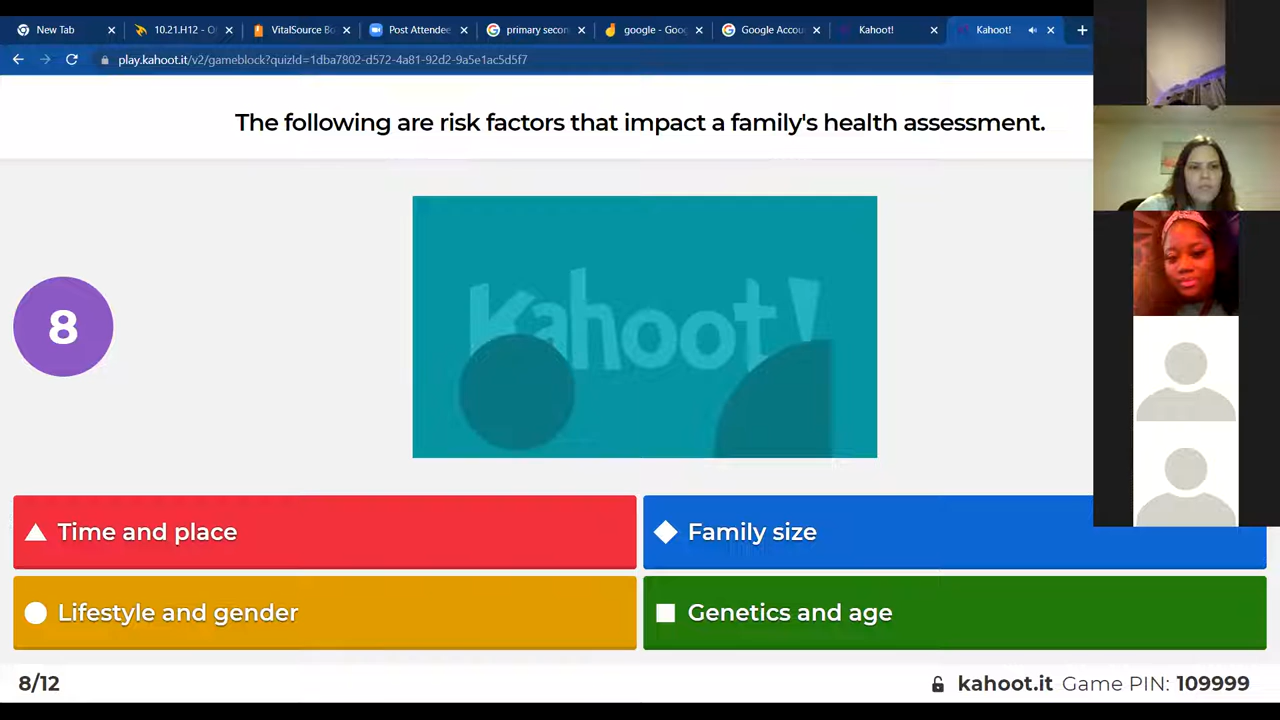 New Tab
10.21.H12 - O
VitalSource Bo
Post Attendee
primary secon
google - Goog
Google Accou
Kahoot!
Kahoot!
play.kahoot.it/v2/gameblock?quizId=1dba7802-d572-4a81-92d2-9a5e1ac5d5f7
The following are risk factors that impact a family's health assessment.
8
Kahoot!
Time and place
Family size
Lifestyle and gender
Genetics and age
8/12
kahoot.it Game PIN: 109999